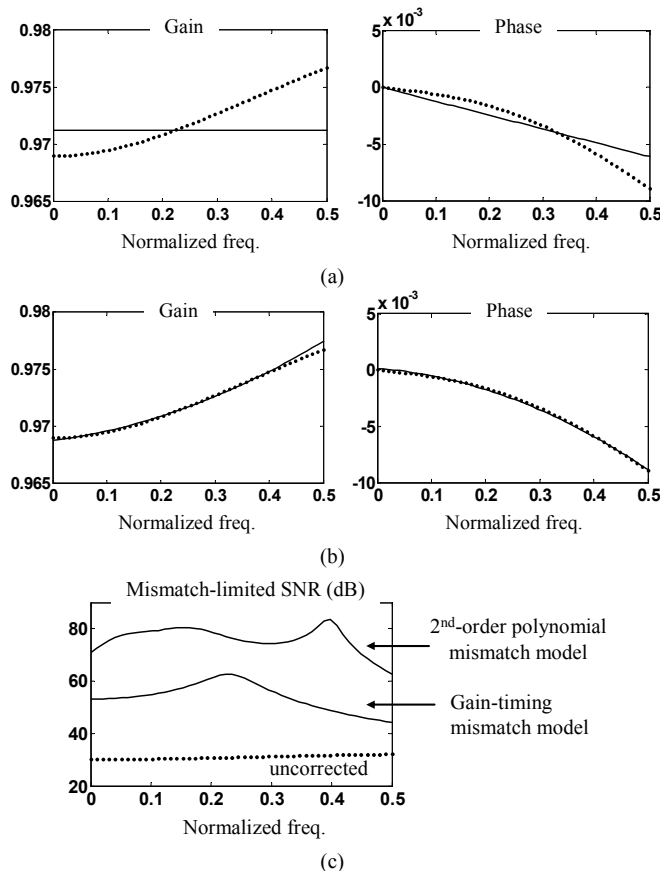 Gain
0.98
0.975
0.97
0.965
0 0.1 0.2 0.3 0.4 0.5
Normalized freq.
Phase
x 10⁻³
5
0
-5
-10
0 0.1 0.2 0.3 0.4 0.5
Normalized freq.
(a)
Gain
0.98
0.975
0.97
0.965
0 0.1 0.2 0.3 0.4 0.5
Normalized freq.
Phase
x 10⁻³
5
0
-5
-10
0 0.1 0.2 0.3 0.4 0.5
Normalized freq.
(b)
Mismatch-limited SNR (dB)
80
60
40
20
2nd-order polynomial
mismatch model
Gain-timing
mismatch model
uncorrected
0 0.1 0.2 0.3 0.4 0.5
Normalized freq.
(c)